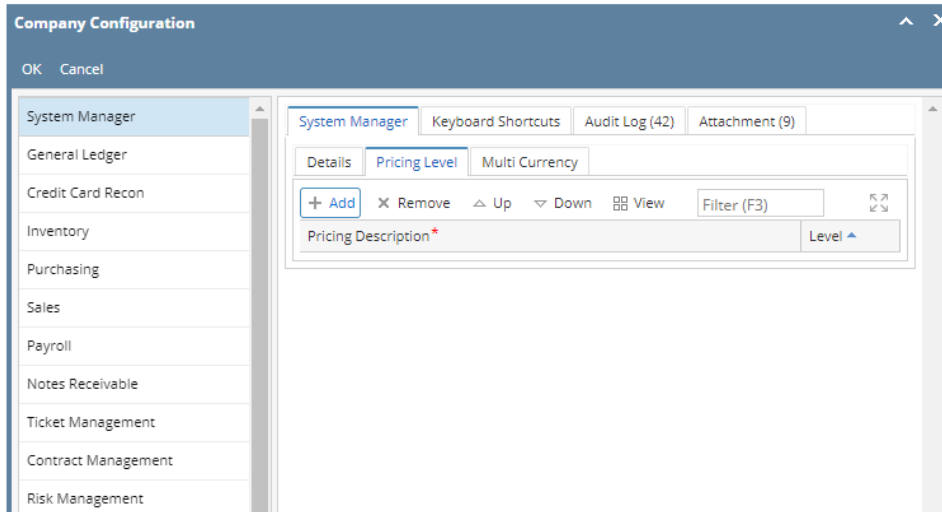 Company Configuration
OK Cancel
System Manager
General Ledger
Credit Card Recon
Inventory
Purchasing
Sales
Payroll
Notes Receivable
Ticket Management
Contract Management
Risk Management
System Manager Keyboard Shortcuts Audit Log (42) Attachment (9)
Details Pricing Level Multi Currency
+ Add X Remove Up Down View Filter (F3)
Pricing Description* Level